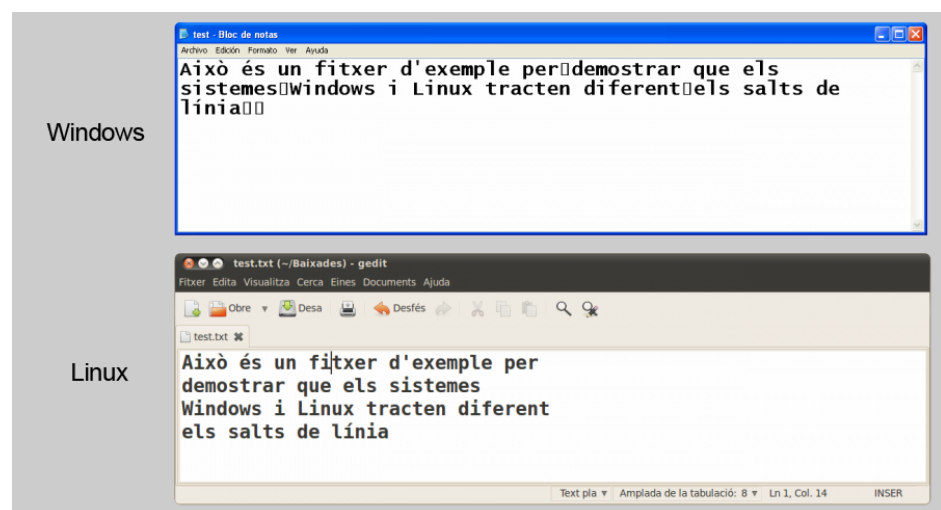 Windows
test - Bloc de notas
Archivo Edición Formato Ver Ayuda
Això és un fitxer d'exemple per▯demostrar que els
sistemes▯Windows i Linux tracten diferent▯els salts de
línia▯▯
Linux
test.txt (~/Baixades) - gedit
Fitxer Edita Visualitza Cerca Eines Documents Ajuda
Obre Desa Desfés
test.txt
Això és un fitxer d'exemple per
demostrar que els sistemes
Windows i Linux tracten diferent
els salts de línia
Text pla Amplada de la tabulació: 8 Ln 1, Col. 14 INSER